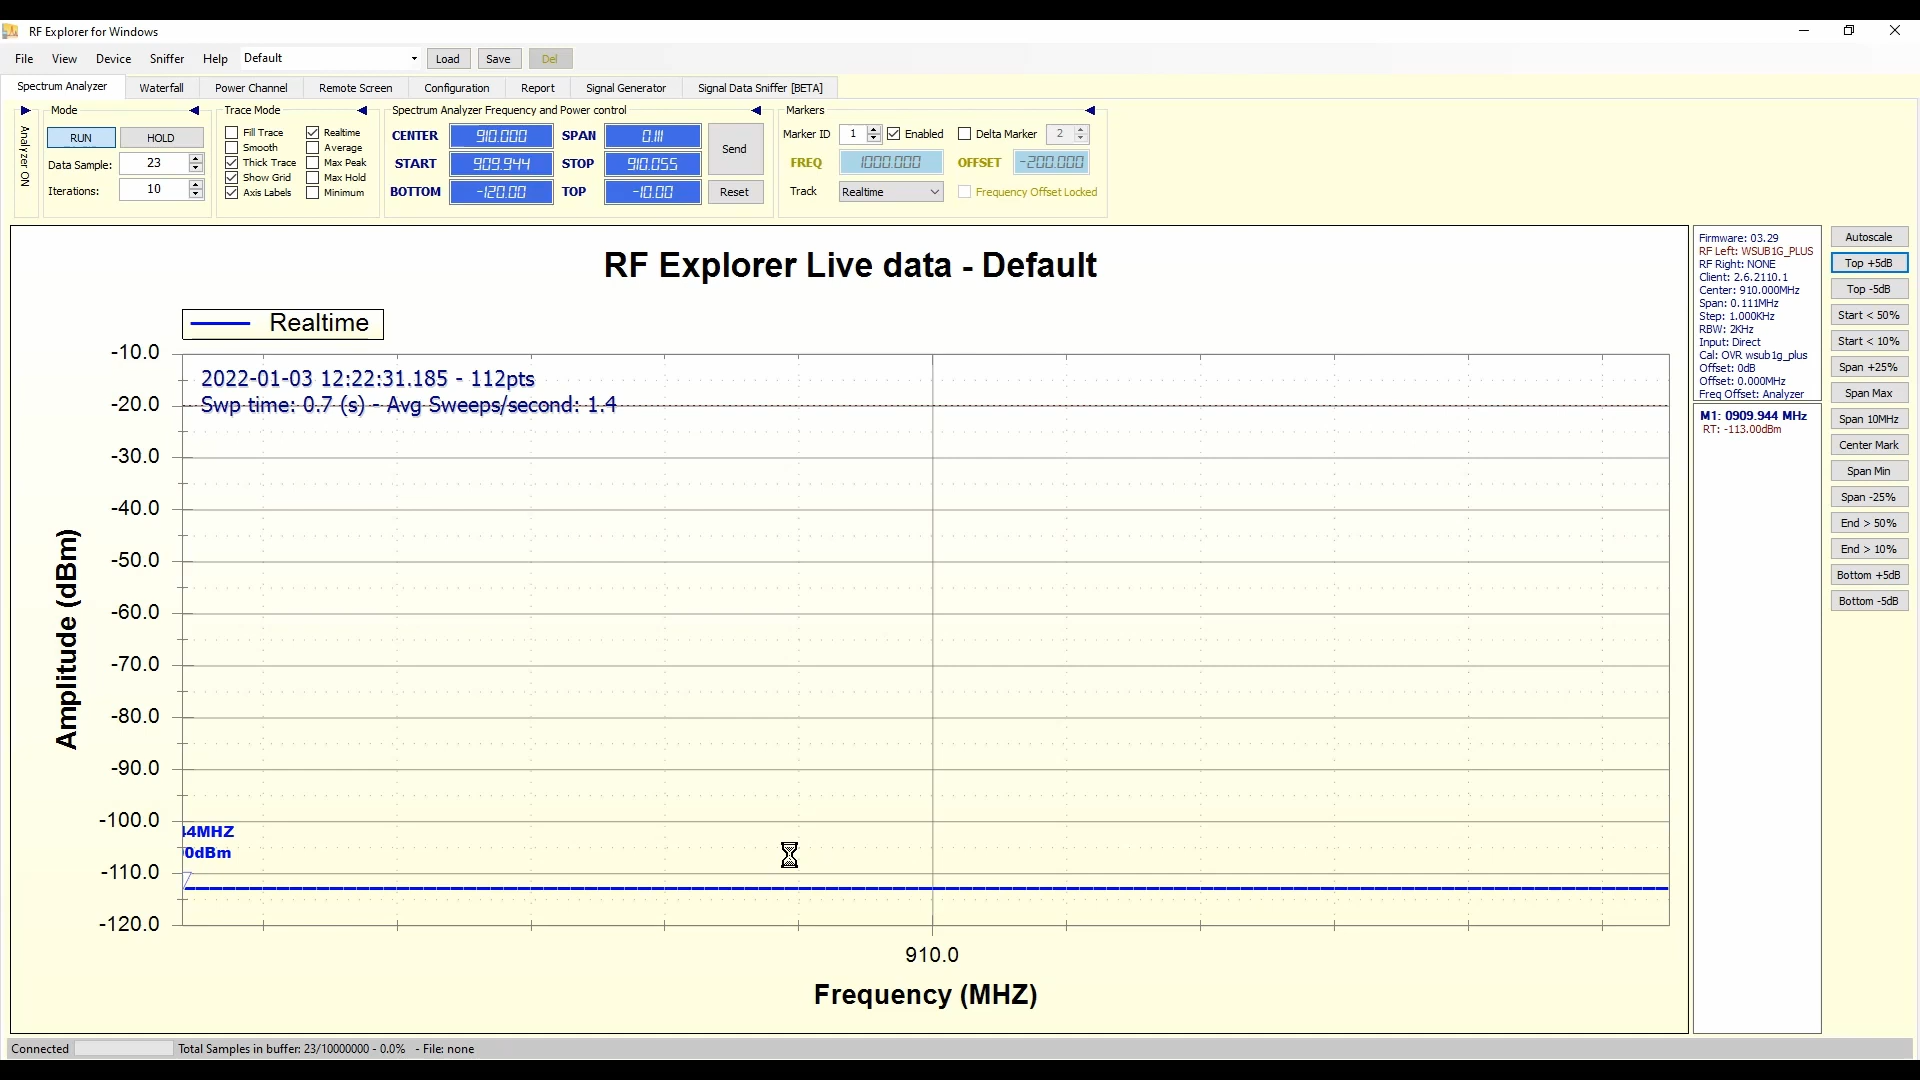 RF Explorer for Windows
File View Device Sniffer Help Default Load Save Del
Spectrum Analyzer Waterfall Power Channel Remote Screen Configuration Report Signal Generator Signal Data Sniffer [BETA]
Analyzer ON
Mode
RUN HOLD
Data Sample: 23
Iterations: 10
Trace Mode
Fill Trace Realtime
Smooth Average
Thick Trace Max Peak
Show Grid Max Hold
Axis Labels Minimum
Spectrum Analyzer Frequency and Power control
CENTER 910.000 SPAN 0.111
START 909.944 STOP 910.055
BOTTOM -120.00 TOP -10.00
Send
Reset
Markers
Marker ID 1 Enabled Delta Marker 2
FREQ 1000.000 OFFSET -200.000
Track Realtime Frequency Offset Locked
RF Explorer Live data - Default
Realtime
2022-01-03 12:22:31.185 - 112pts
Swp time: 0.7 (s) - Avg Sweeps/second: 1.4
-10.0
-20.0
-30.0
-40.0
-50.0
-60.0
-70.0
-80.0
-90.0
-100.0
-110.0
-120.0
Amplitude (dBm)
44MHZ
00dBm
910.0
Frequency (MHZ)
Firmware: 03.29
RF Left: WSUB1G_PLUS
RF Right: NONE
Client: 2.6.2110.1
Center: 910.000MHz
Span: 0.111MHz
Step: 1.000KHz
RBW: 2KHz
Input: Direct
Cal: OVR wsub1g_plus
Offset: 0dB
Offset: 0.000MHz
Freq Offset: Analyzer
M1: 0909.944 MHz
RT: -113.00dBm
Autoscale
Top +5dB
Top -5dB
Start < 50%
Start < 10%
Span +25%
Span Max
Span 10MHz
Center Mark
Span Min
Span -25%
End > 50%
End > 10%
Bottom +5dB
Bottom -5dB
Connected Total Samples in buffer: 23/10000000 - 0.0% - File: none